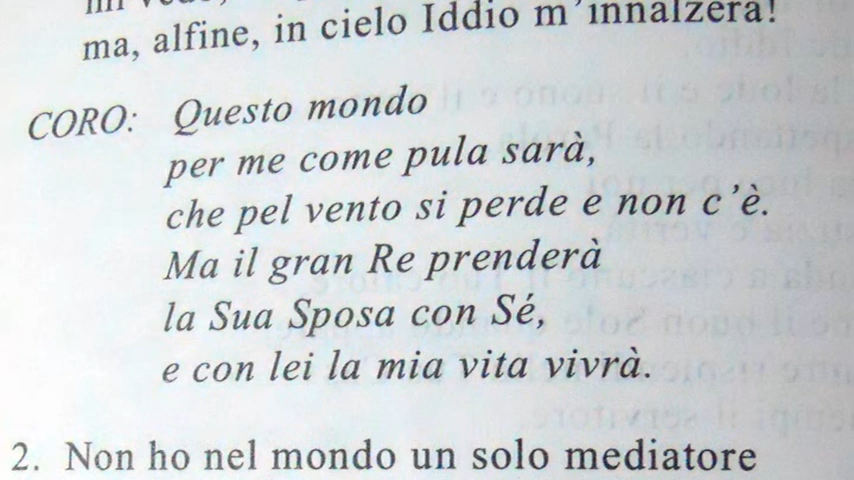 ma, alfine, in cielo Iddio m'innalzerà!
CORO: Questo mondo
per me come pula sarà,
che pel vento si perde e non c'è.
Ma il gran Re prenderà
la Sua Sposa con Sé,
e con lei la mia vita vivrà.
2. Non ho nel mondo un solo mediatore